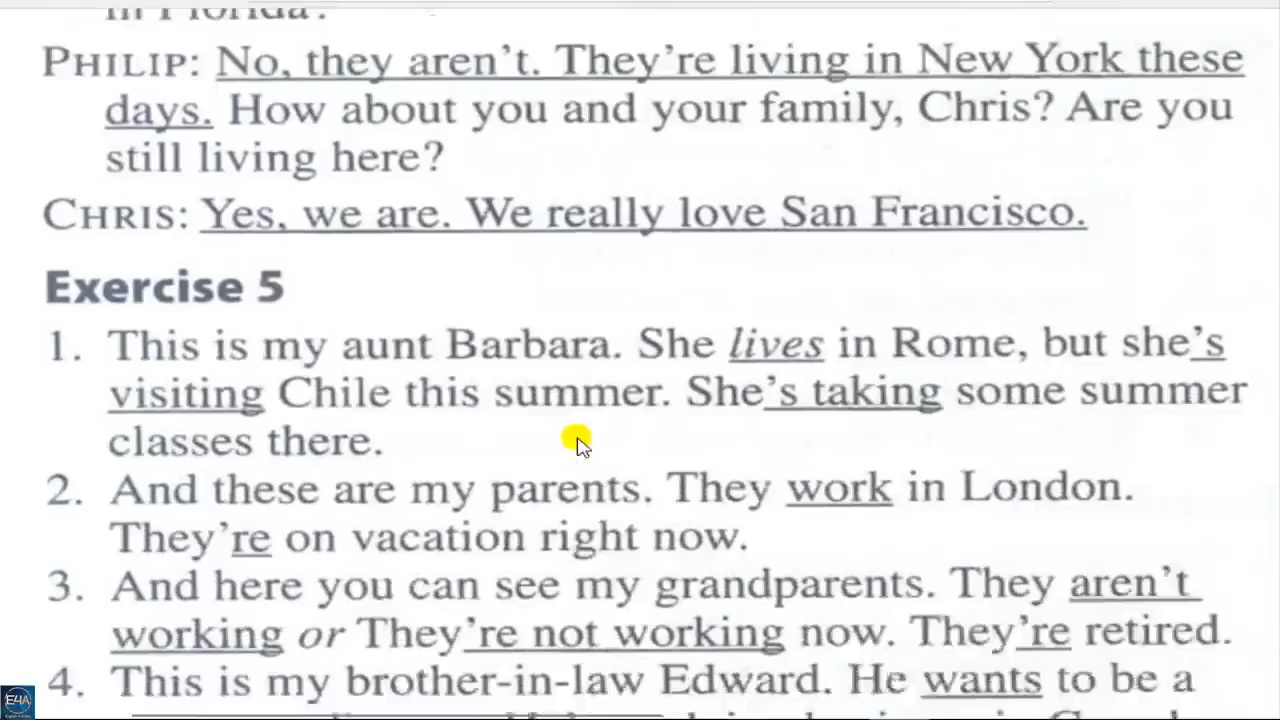 in Florida?
PHILIP: No, they aren't. They're living in New York these
days. How about you and your family, Chris? Are you
still living here?
CHRIS: Yes, we are. We really love San Francisco.
Exercise 5
1. This is my aunt Barbara. She lives in Rome, but she's
visiting Chile this summer. She's taking some summer
classes there.
2. And these are my parents. They work in London.
They're on vacation right now.
3. And here you can see my grandparents. They aren't
working or They're not working now. They're retired.
4. This is my brother-in-law Edward. He wants to be a
E4A